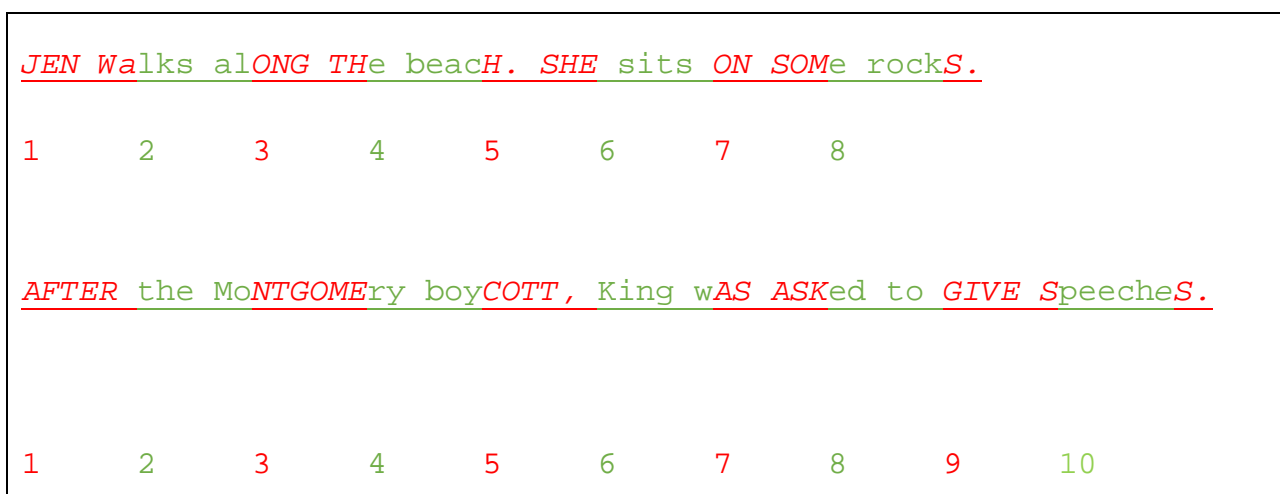 JEN Walks alONG THe beacH. SHE sits ON SOMe rockS.
1 2 3 4 5 6 7 8
AFTER the MoNTGOMEry boyCOTT, King wAS ASKed to GIVE SpeecheS.
1 2 3 4 5 6 7 8 9 10